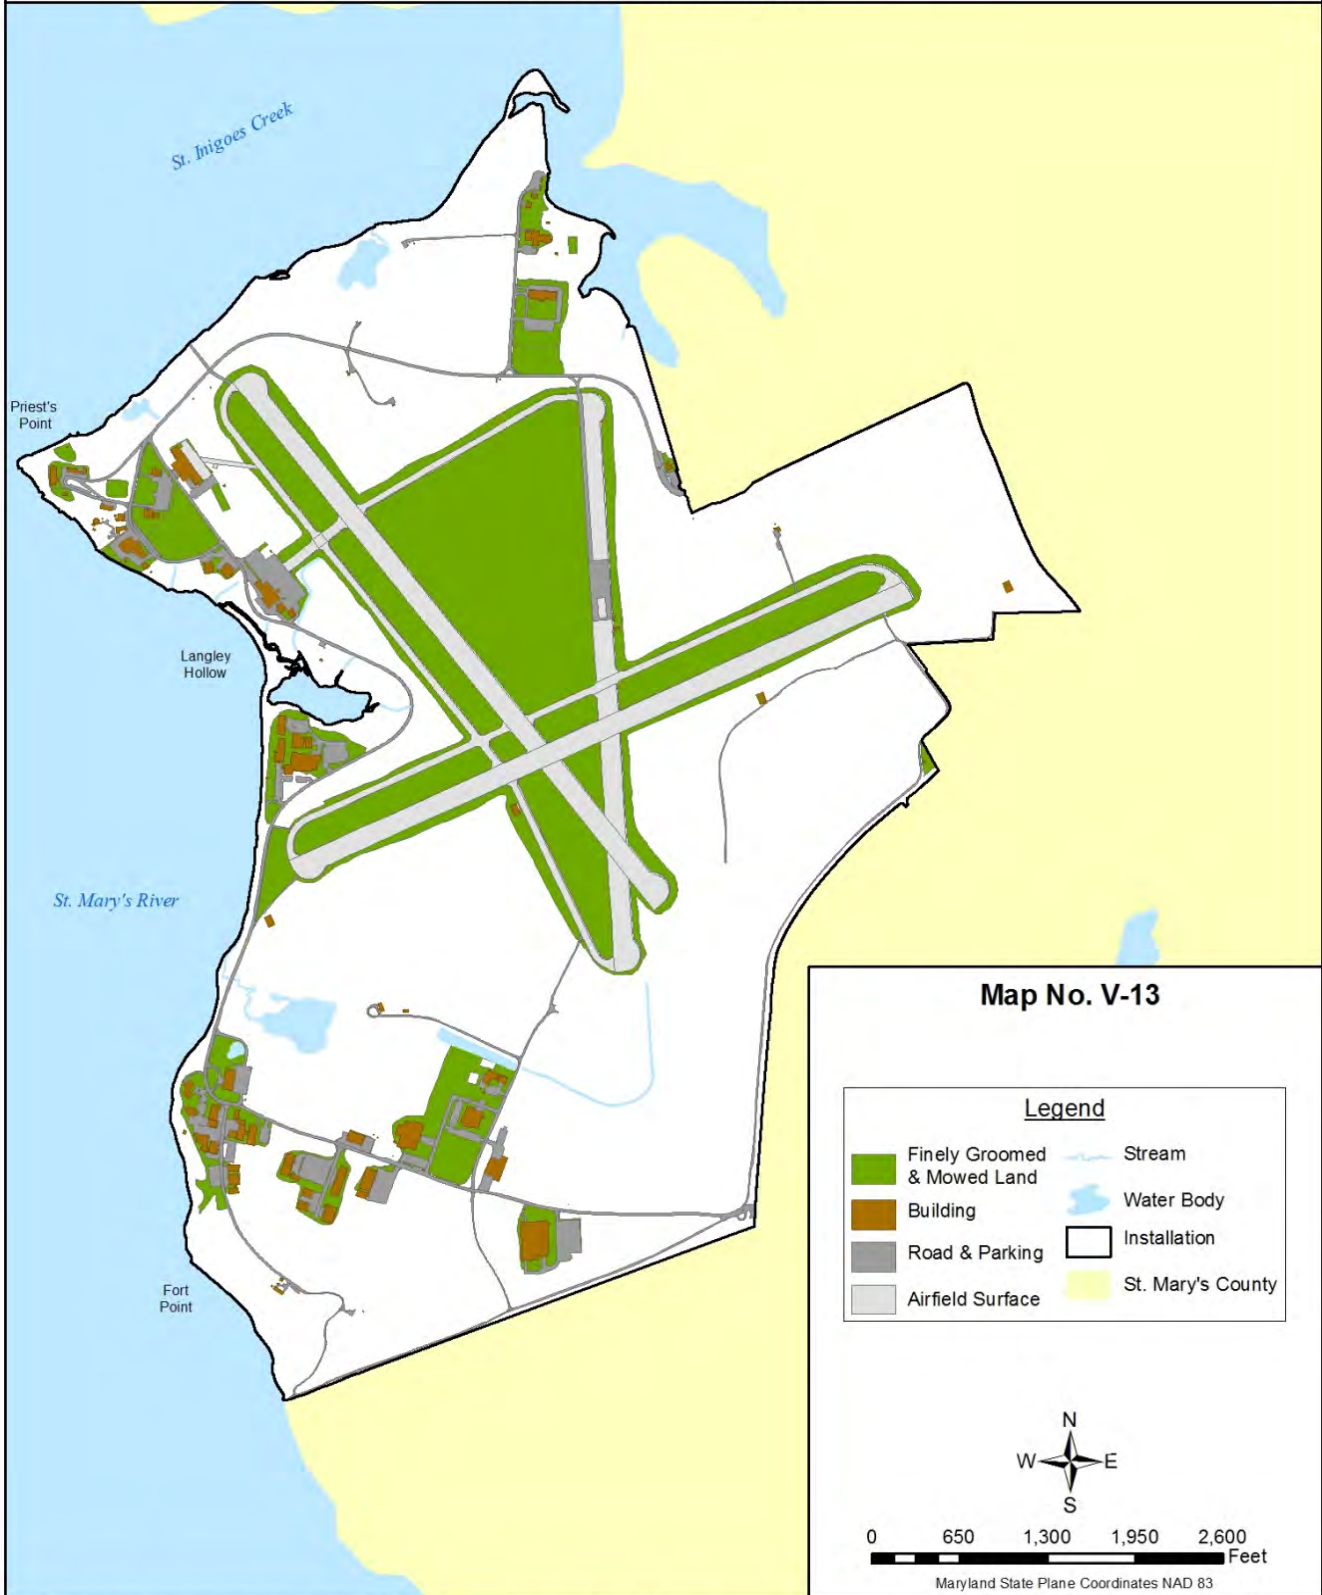 St. Inigoes Creek
Priest's
Point
Langley
Hollow
St. Mary's River
Fort
Point
Map No. V-13
Legend
Finely Groomed
& Mowed Land
Building
Road & Parking
Airfield Surface
Stream
Water Body
Installation
St. Mary's County
N
W E
S
0 650 1,300 1,950 2,600
Feet
Maryland State Plane Coordinates NAD 83